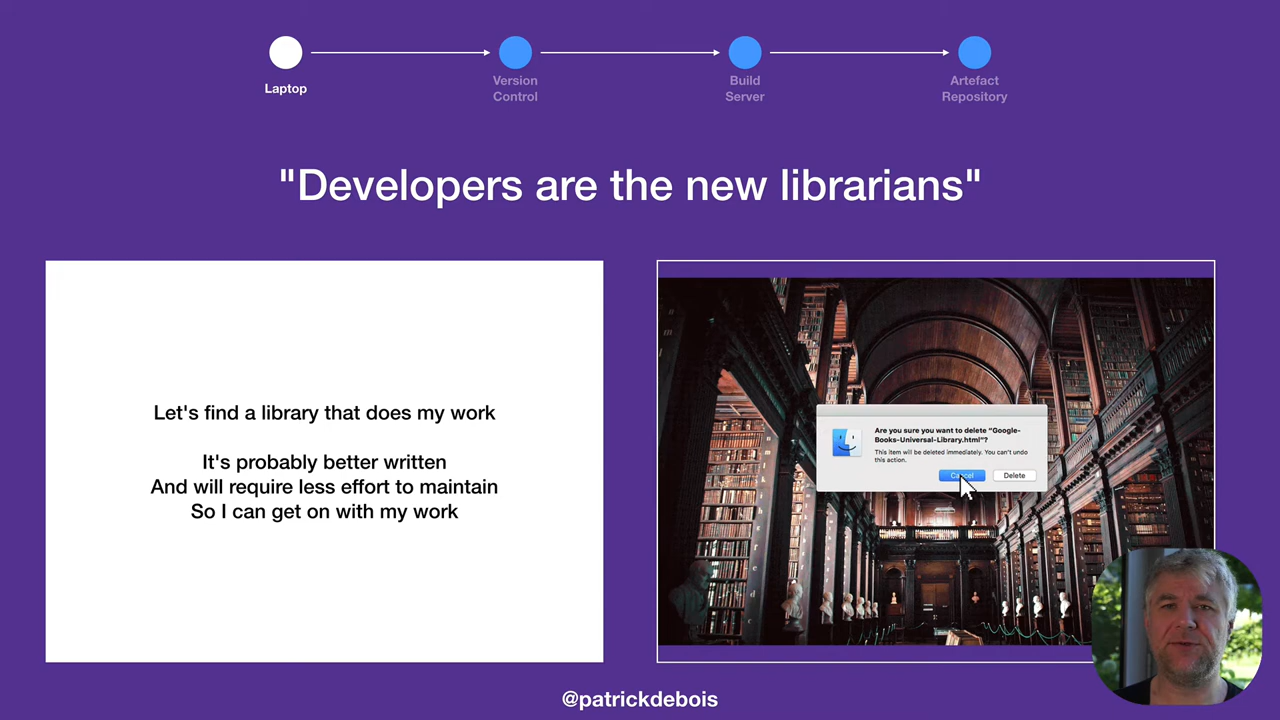 Laptop
Version
Control
Build
Server
Artefact
Repository
"Developers are the new librarians"
Let's find a library that does my work
It's probably better written
And will require less effort to maintain
So I can get on with my work
Are you sure you want to delete “Google-
Books-Universal-Library.html”?
This item will be deleted immediately. You can't undo
this action.
Cancel
Delete
@patrickdebois